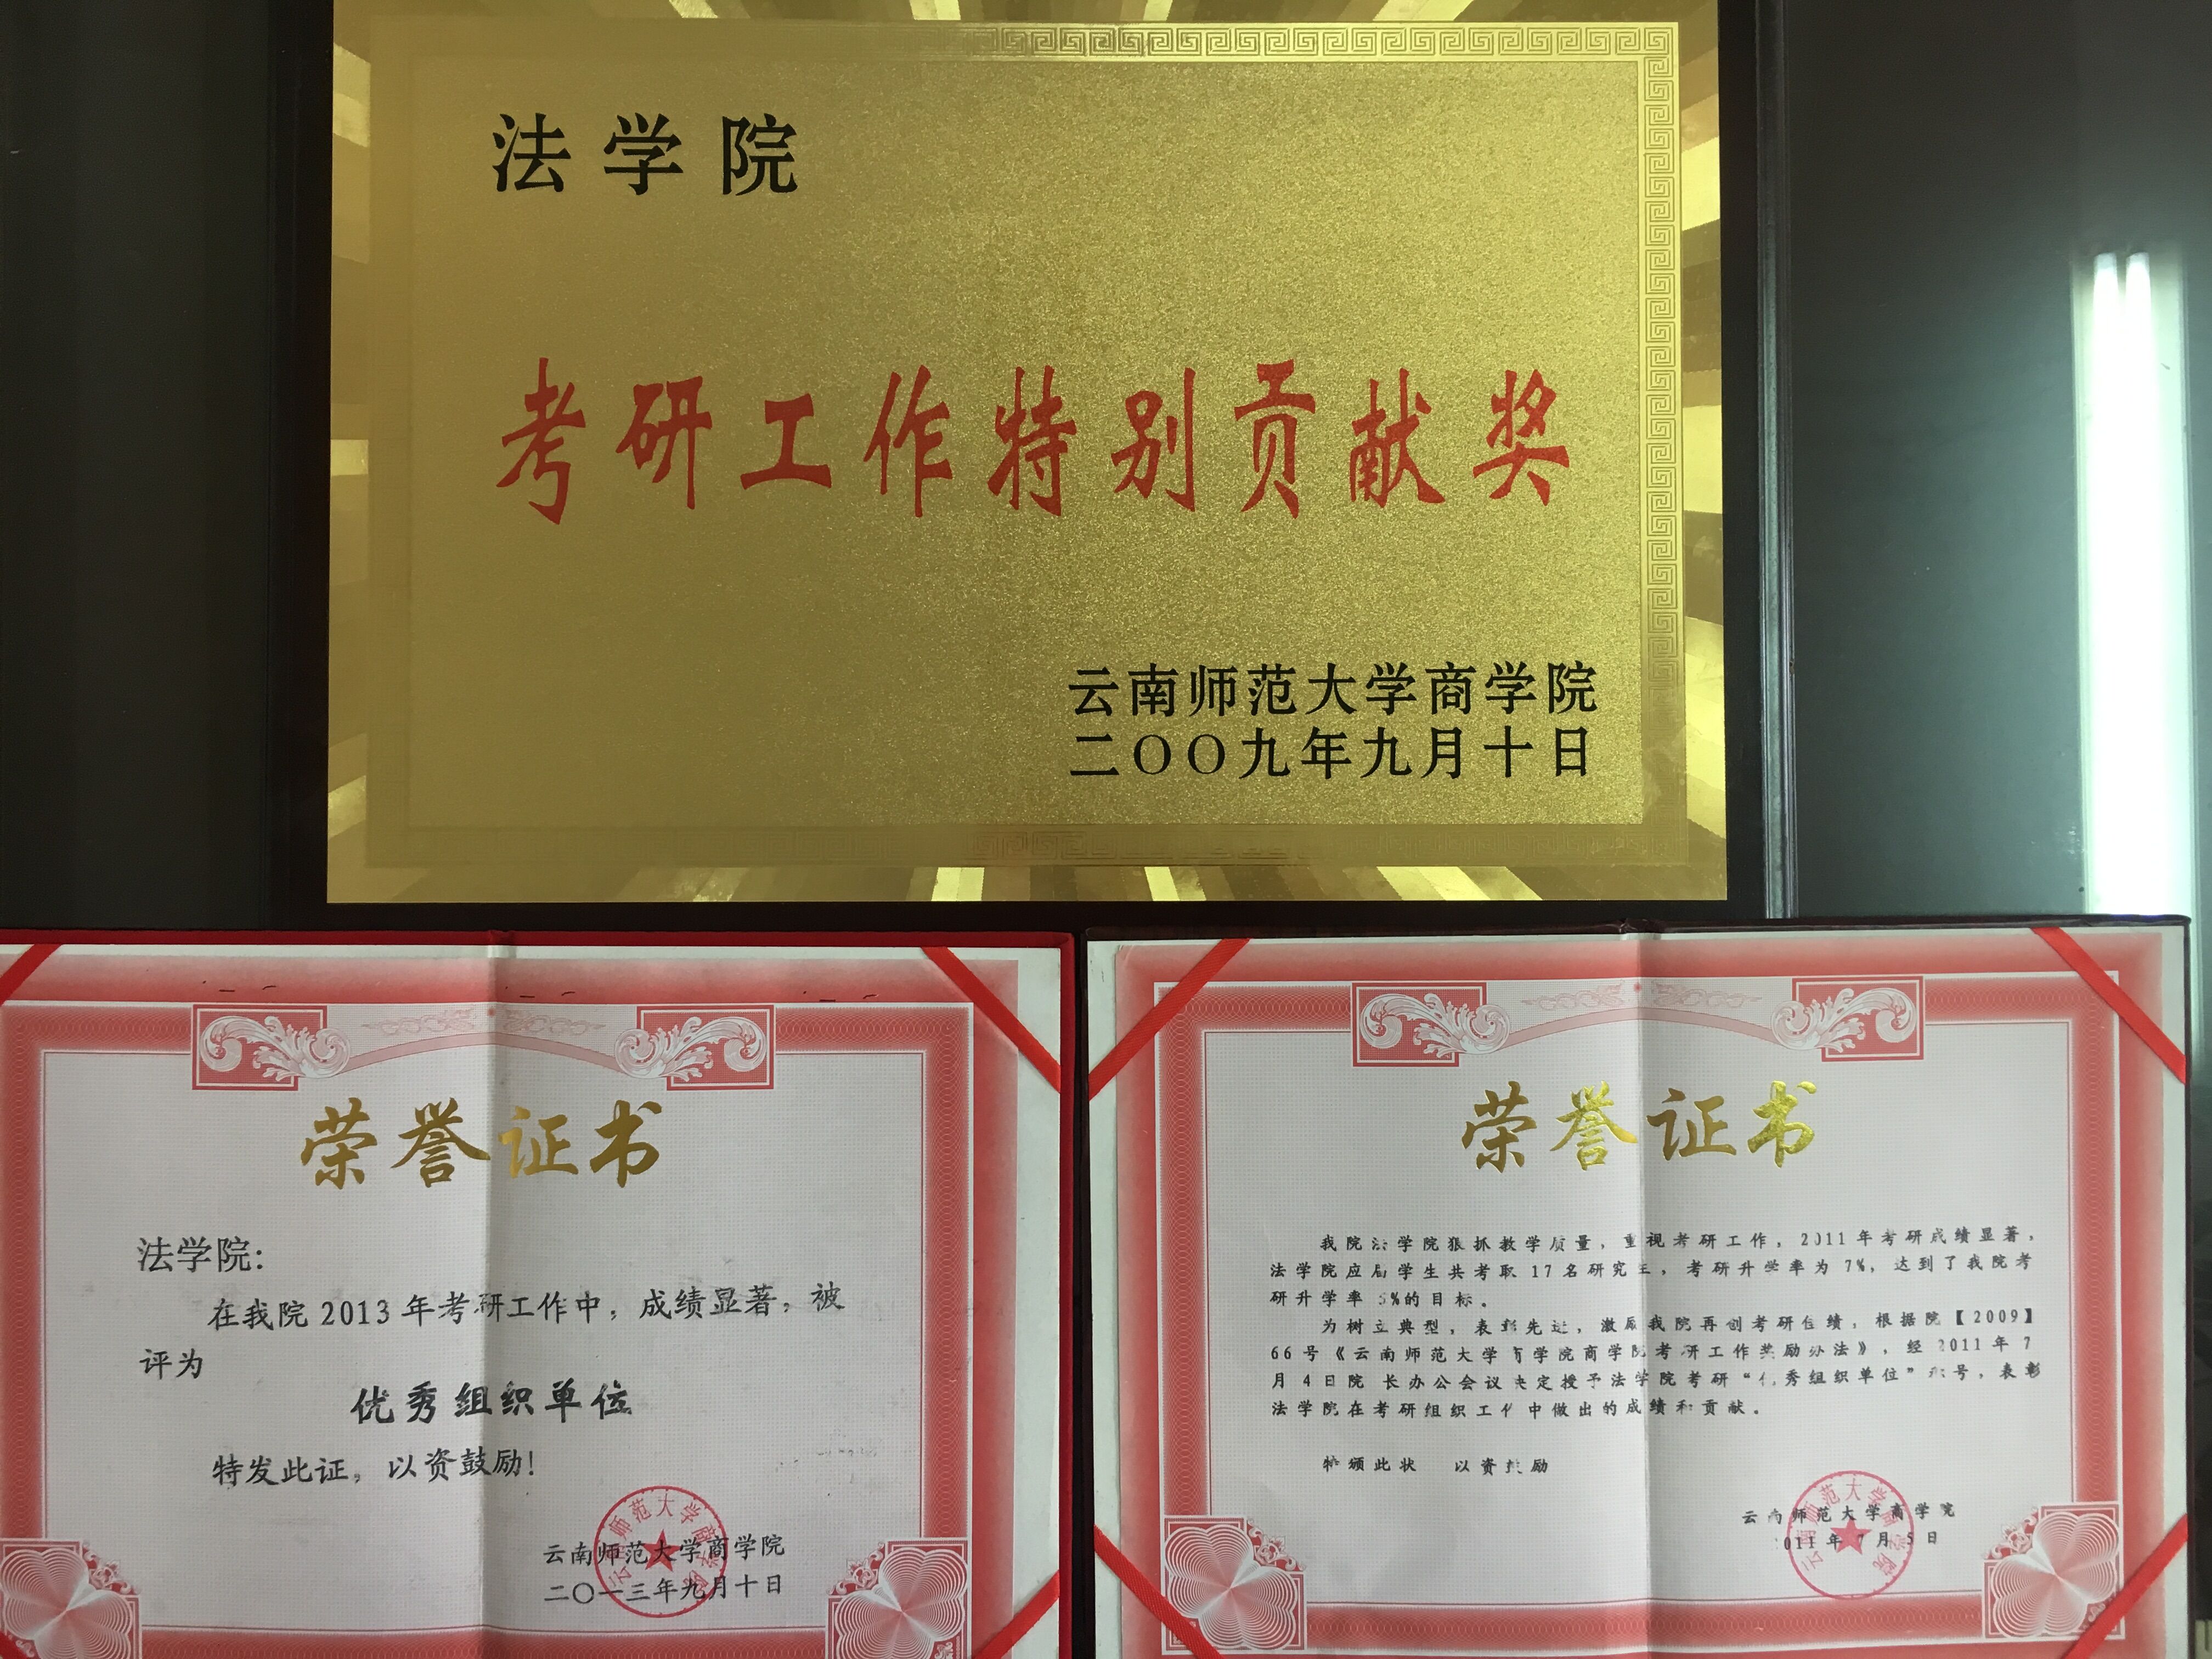 法学院
考研工作特别贡献奖
云南师范大学商学院
二〇〇九年九月十日
荣誉证书
法学院:
在我院2013年考研工作中，成绩显著，被
评为
优秀组织单位
特发此证，以资鼓励!
云南师范大学商学院
二〇一三年九月十日
荣誉证书
我院法学院狠抓教学质量，重视考研工作，2011年考研成绩显著，
法学院应届学生共考取17名研究生，考研升学率为7%，达到了我院考
研升学率5%的目标。
为树立典型，表彰先进，激励我院再创考研佳绩，根据院【2009】
66号《云南师范大学商学院商学院考研工作奖励办法》，经2011年7
月4日院 长办公会议决定授予法学院考研“优秀组织单位”称号，表彰
法学院在考研组织工作中做出的成绩和贡献。
特颁此状 以资鼓励
云南师范大学商学院
2011年7月5日